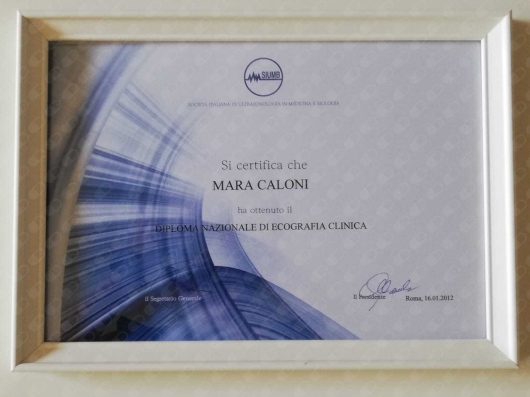 SIUMB
SOCIETÀ ITALIANA DI ULTRASONOLOGIA IN MEDICINA E BIOLOGIA
Si certifica che
MARA CALONI
ha ottenuto il
DIPLOMA NAZIONALE DI ECOGRAFIA CLINICA
Il Segretario Generale
Il Presidente
Roma, 16.01.2012